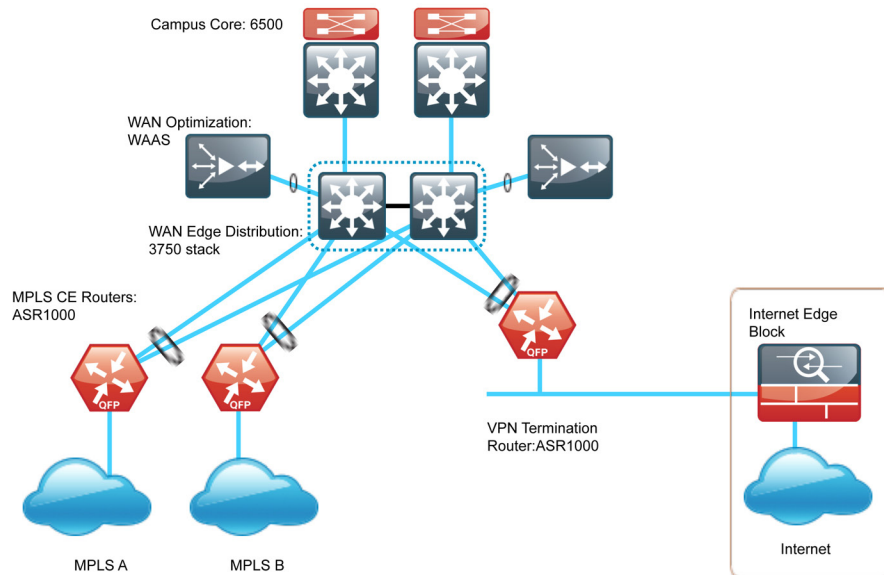 Campus Core: 6500
WAN Optimization:
WAAS
WAN Edge Distribution:
3750 stack
MPLS CE Routers:
ASR1000
QFP
QFP
QFP
Internet Edge
Block
VPN Termination
Router:ASR1000
MPLS A
MPLS B
Internet